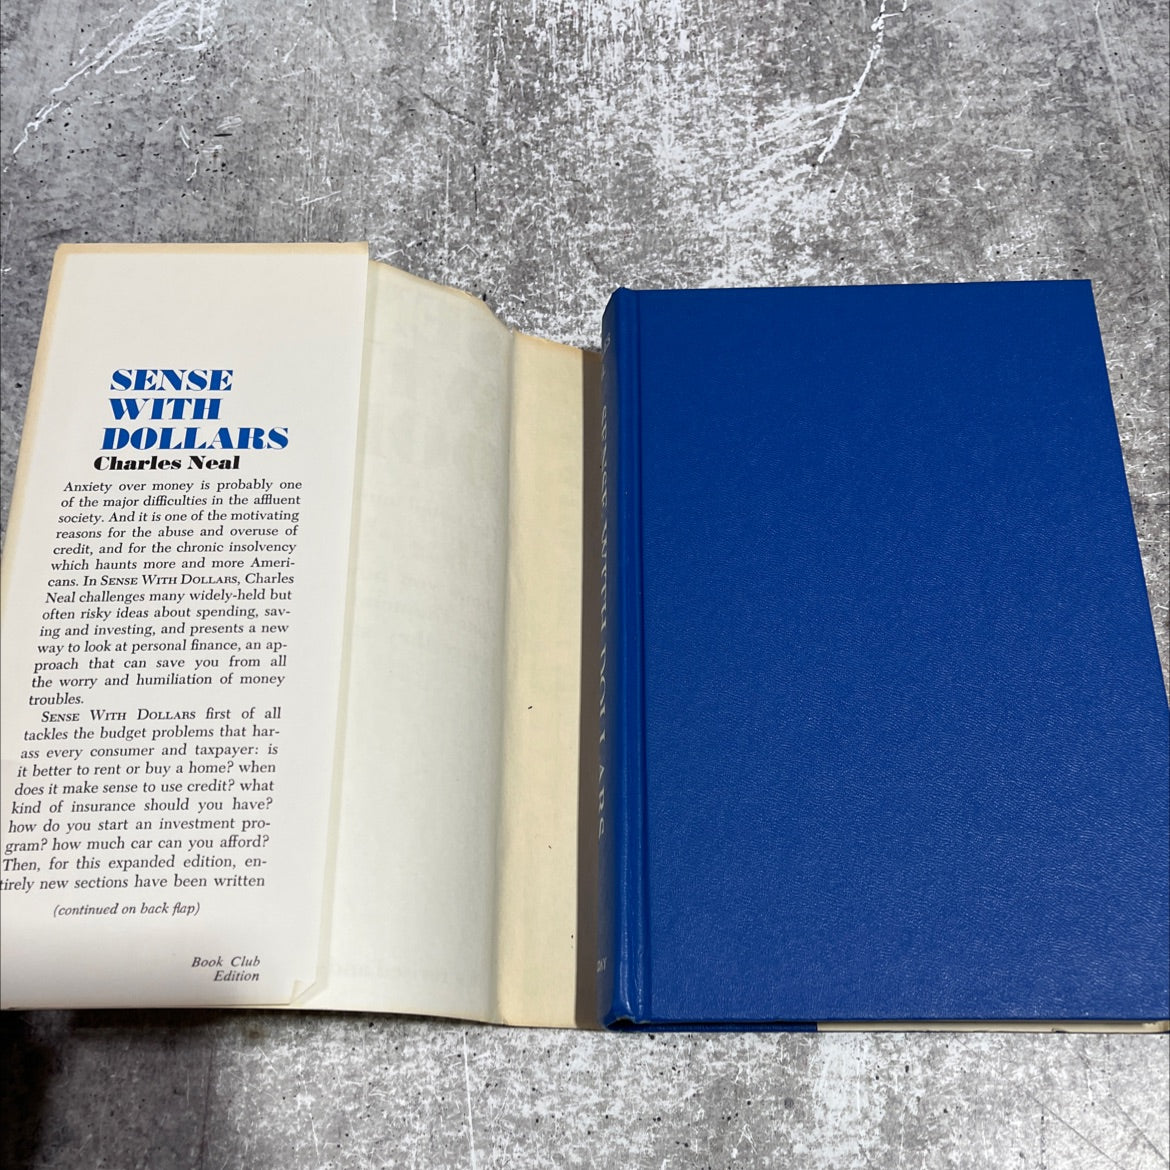 SENSE
WITH
DOLLARS
Charles Neal
Anxiety over money is probably one
of the major difficulties in the affluent
society. And it is one of the motivating
reasons for the abuse and overuse of
credit, and for the chronic insolvency
which haunts more and more Ameri-
cans. In SENSE WITH DOLLARS, Charles
Neal challenges many widely-held but
often risky ideas about spending, sav-
ing and investing, and presents a new
way to look at personal finance, an ap-
proach that can save you from all
the worry and humiliation of money
troubles.
SENSE WITH DOLLARS first of all
tackles the budget problems that har-
ass every consumer and taxpayer: is
it better to rent or buy a home? when
does it make sense to use credit? what
kind of insurance should you have?
how do you start an investment pro-
gram? how much car can you afford?
Then, for this expanded edition, en-
tirely new sections have been written
(continued on back flap)
Book Club
Edition
SENSE WITH DOLLARS